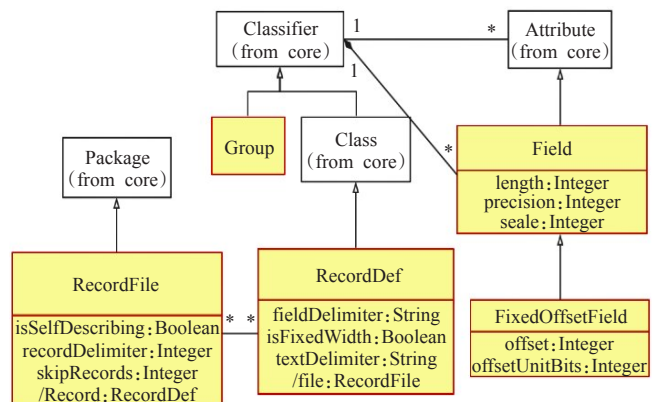 Classifier
(from core)
1
*
Attribute
(from core)
1
*
Group
Class
(from core)
Field
length:Integer
precision:Integer
seale:Integer
Package
(from core)
RecordFile
isSelfDescribing:Boolean
recordDelimiter:Integer
skipRecords:Integer
/Record:RecordDef
* *
RecordDef
fieldDelimiter:String
isFixedWidth:Boolean
textDelimiter:String
/file:RecordFile
FixedOffsetField
offset:Integer
offsetUnitBits:Integer